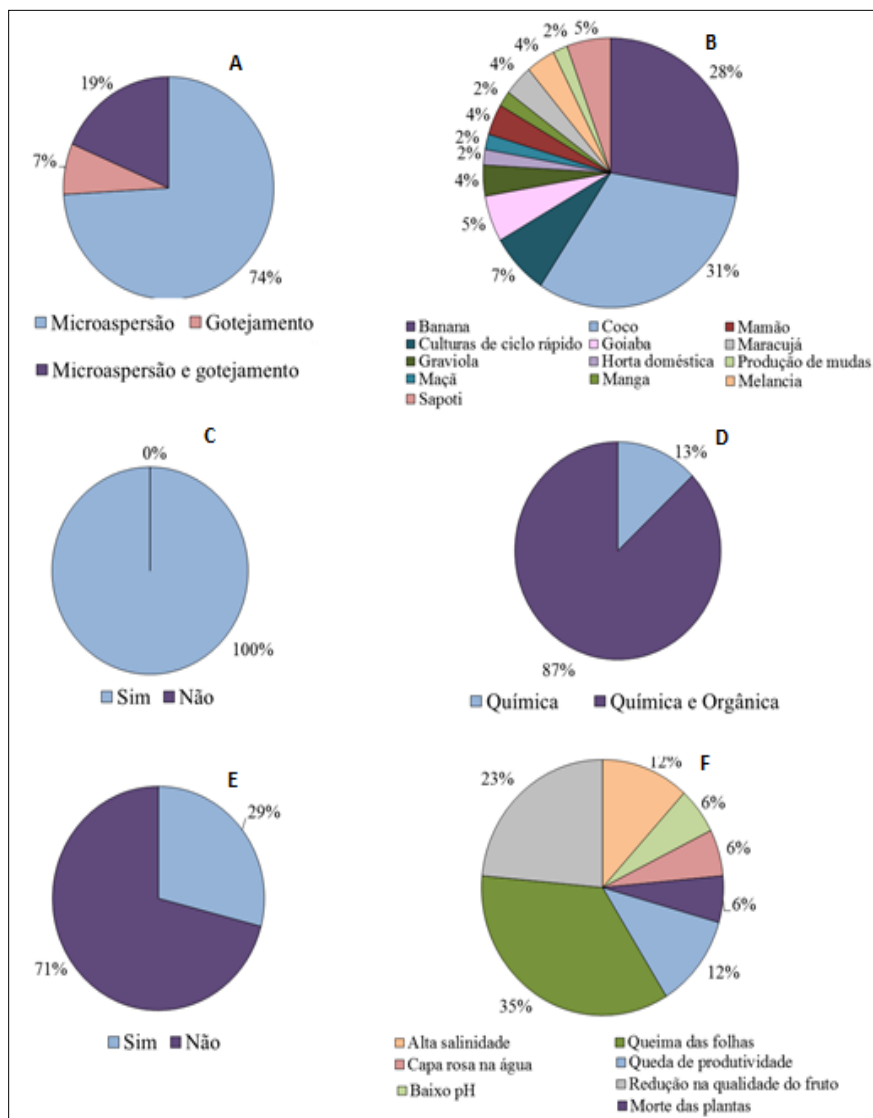 A
19%
7%
74%
Microaspersão Gotejamento
Microaspersão e gotejamento
B
5%
2%
4%
4%
2%
4%
2%
2%
4%
5%
7%
28%
31%
Banana Coco Mamão
Culturas de ciclo rápido Goiaba Maracujá
Graviola Horta doméstica Produção de mudas
Maçã Manga Melancia
Sapoti
C
0%
100%
Sim Não
D
13%
87%
Química Química e Orgânica
E
29%
71%
Sim Não
F
12%
23%
6%
6%
6%
12%
35%
Alta salinidade Queima das folhas
Capa rosa na água Queda de produtividade
Baixo pH Redução na qualidade do fruto
Morte das plantas